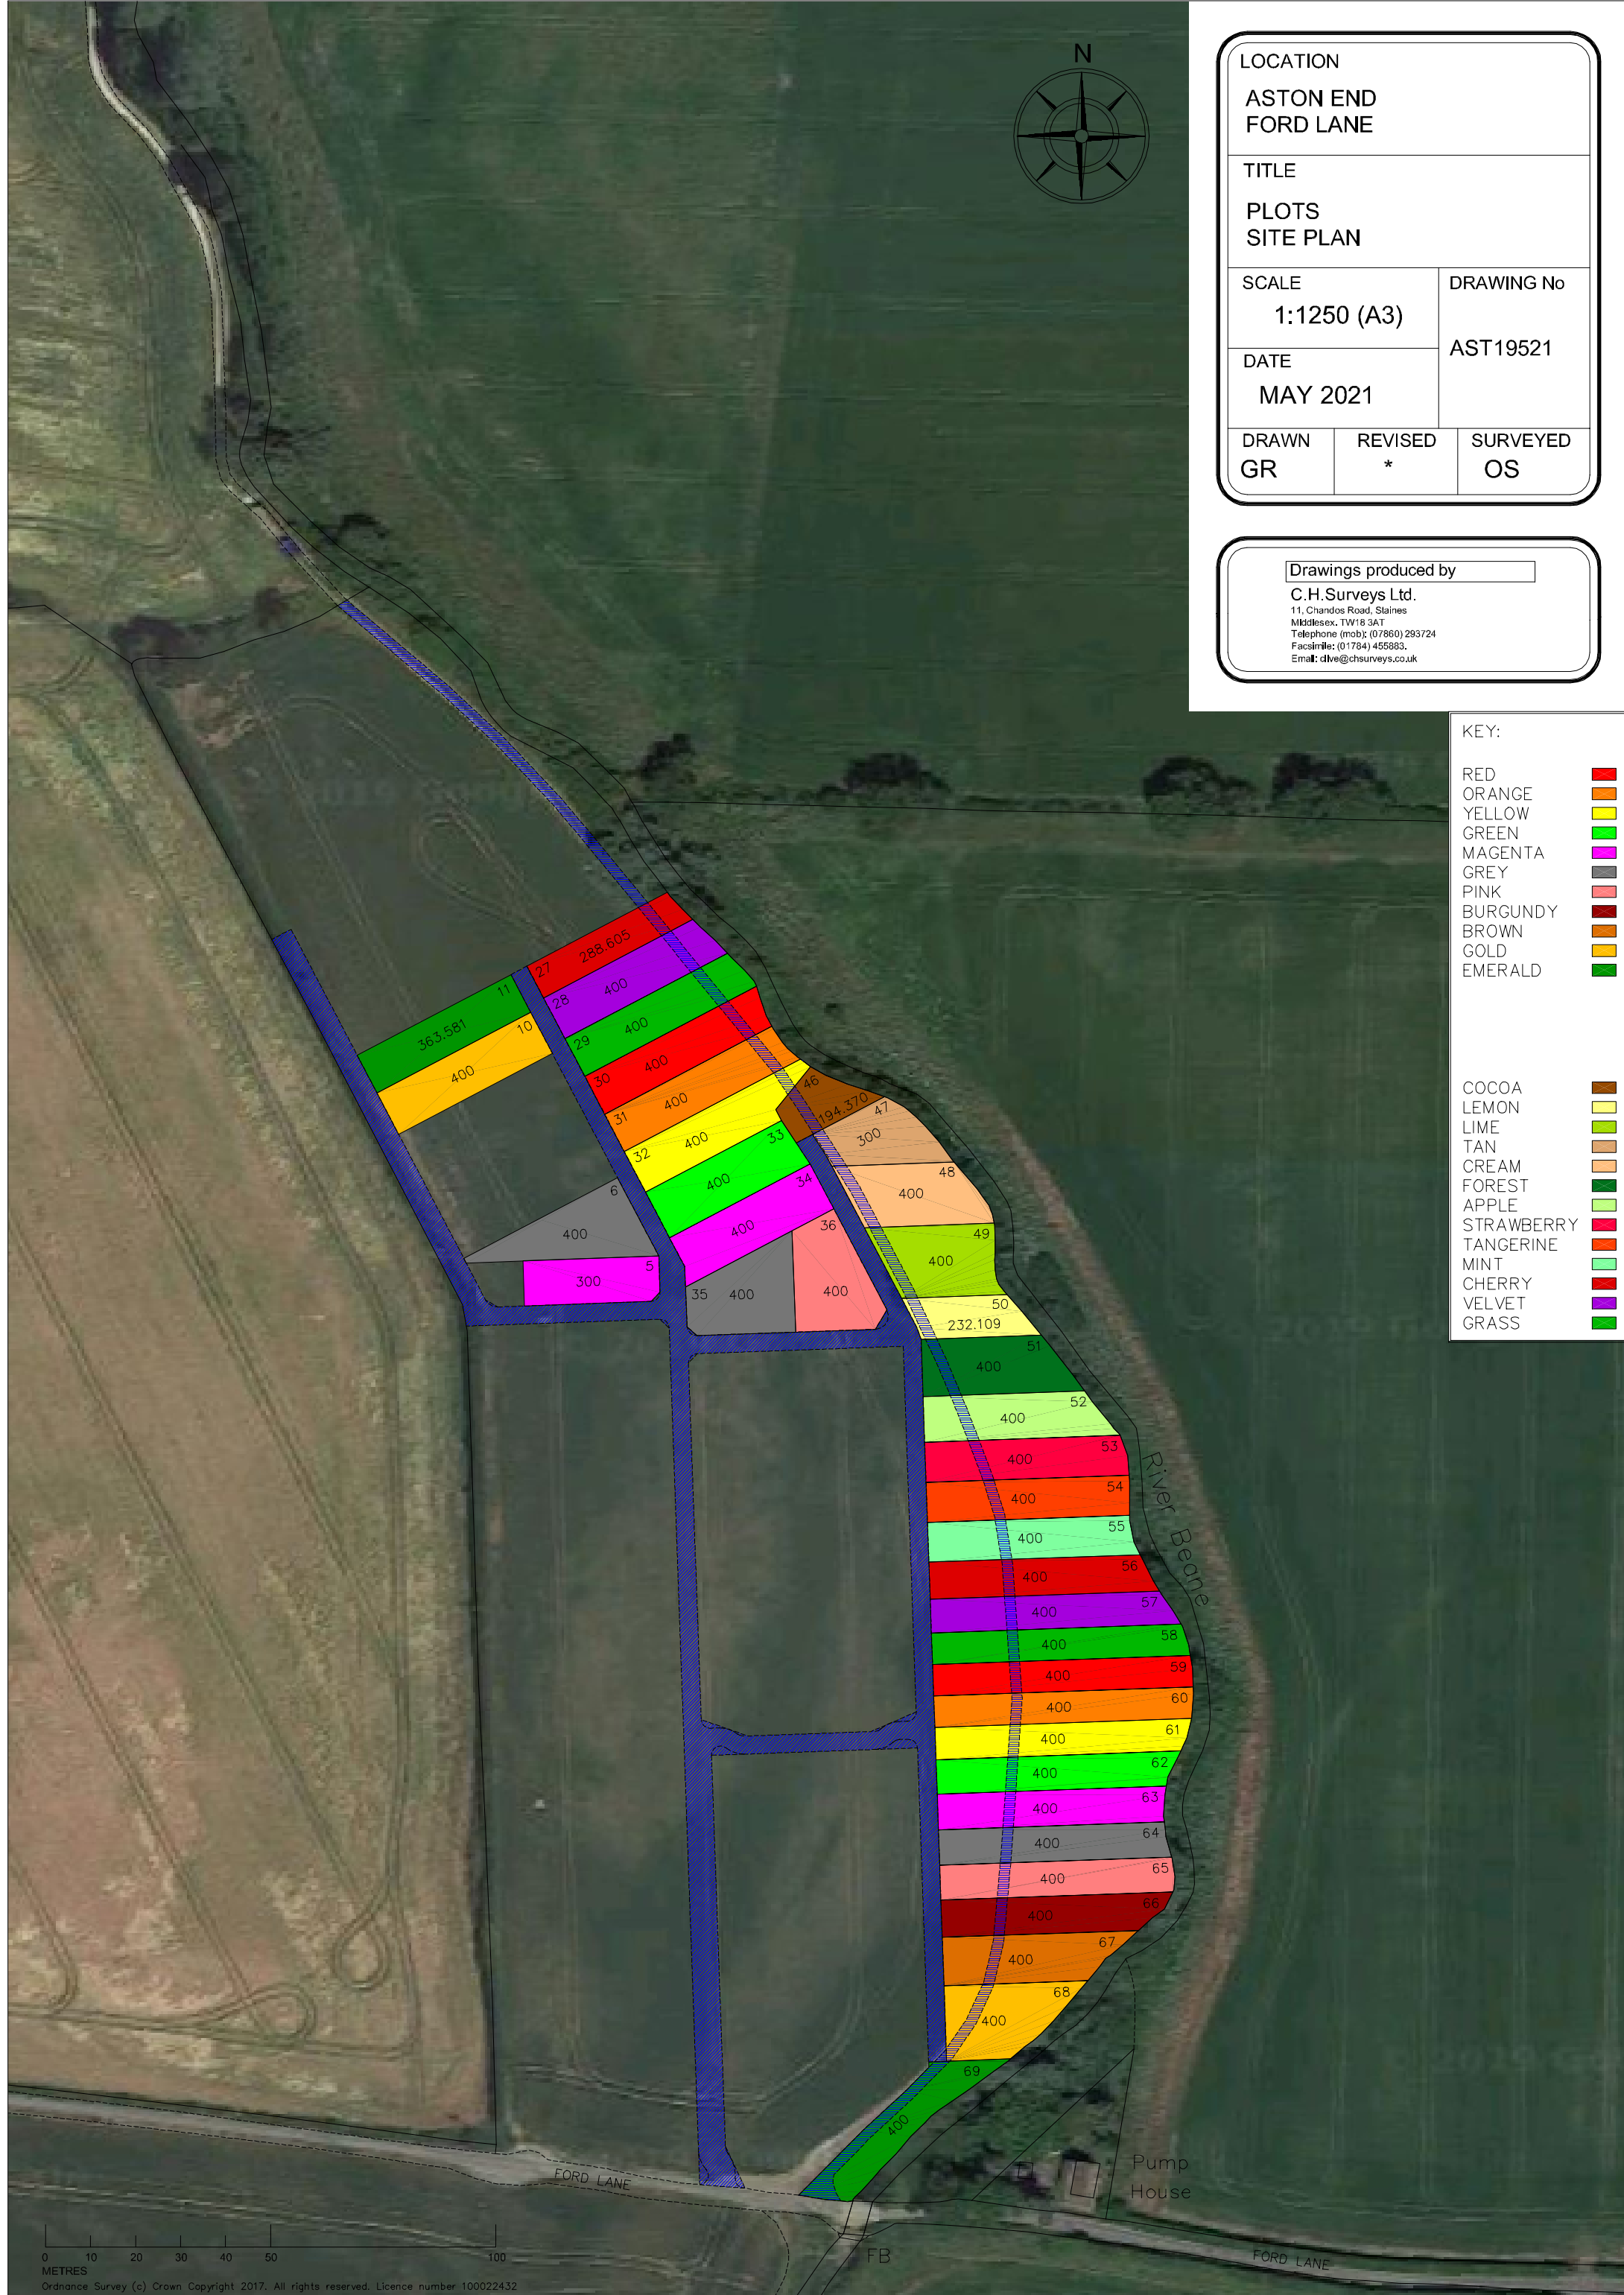 N
LOCATION
ASTON END
FORD LANE
TITLE
PLOTS
SITE PLAN
SCALE
1:1250 (A3)
DRAWING No
AST19521
DATE
MAY 2021
DRAWN
GR
REVISED
*
SURVEYED
OS
Drawings produced by
C.H.Surveys Ltd.
11, Chandos Road, Staines
Middlesex. TW18 3AT
Telephone (mob): (07860) 293724
Facsimile: (01784) 455883.
Email: clive@chsurveys.co.uk
KEY:
RED
ORANGE
YELLOW
GREEN
MAGENTA
GREY
PINK
BURGUNDY
BROWN
GOLD
EMERALD
COCOA
LEMON
LIME
TAN
CREAM
FOREST
APPLE
STRAWBERRY
TANGERINE
MINT
CHERRY
VELVET
GRASS
27 288.605
28 400
29 400
30 400
31 400
32 400
33 400
34 400
35 400
36 400
11 363.581
10 400
6 400
5 300
46 194.370
47 300
48 400
49 400
50 232.109
51 400
52 400
53 400
54 400
55 400
56 400
57 400
58 400
59 400
60 400
61 400
62 400
63 400
64 400
65 400
66 400
67 400
68 400
69 400
River Beane
Pump
House
FORD LANE
FB
FORD LANE
0 10 20 30 40 50 100
METRES
Ordnance Survey (c) Crown Copyright 2017. All rights reserved. Licence number 100022432